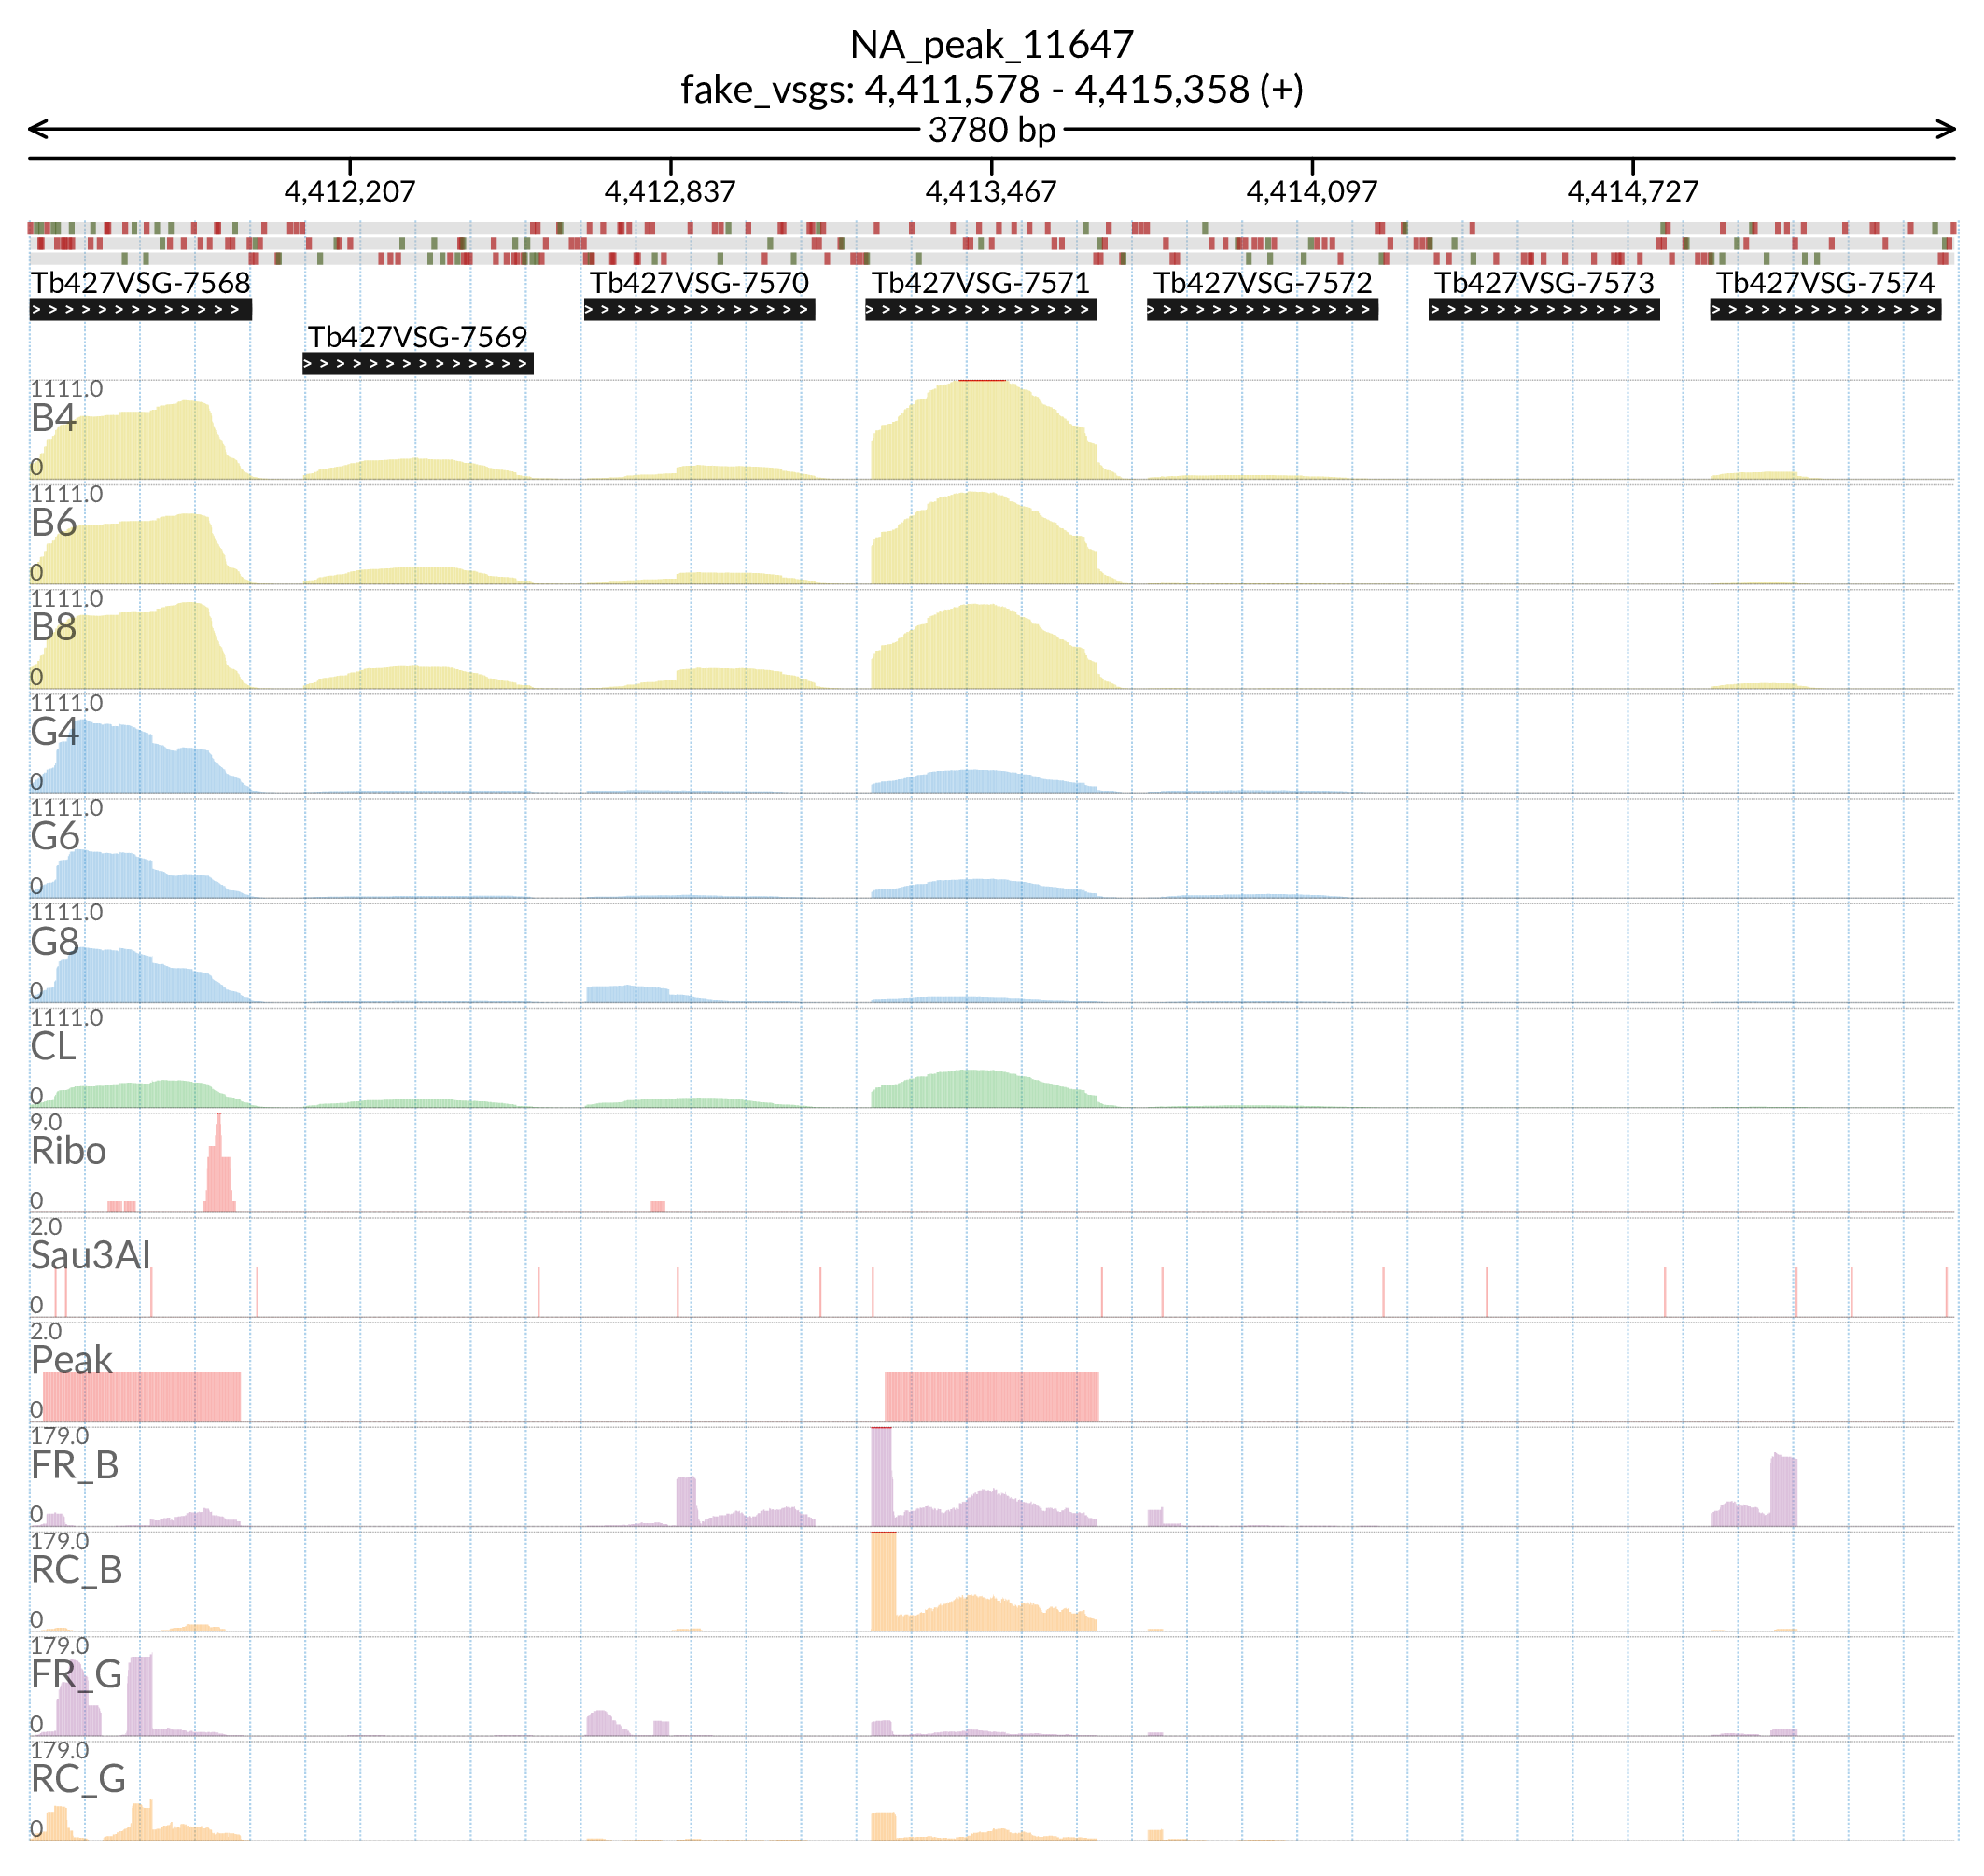 NA_peak_11647
fake_vsgs: 4,411,578 - 4,415,358 (+)
3780 bp
4,412,207 4,412,837 4,413,467 4,414,097 4,414,727
Tb427VSG-7568 Tb427VSG-7570 Tb427VSG-7571 Tb427VSG-7572 Tb427VSG-7573 Tb427VSG-7574
Tb427VSG-7569
1111.0
B4
0
1111.0
B6
0
1111.0
B8
0
1111.0
G4
0
1111.0
G6
0
1111.0
G8
0
1111.0
CL
0
9.0
Ribo
0
2.0
Sau3AI
0
2.0
Peak
0
179.0
FR_B
0
179.0
RC_B
0
179.0
FR_G
0
179.0
RC_G
0